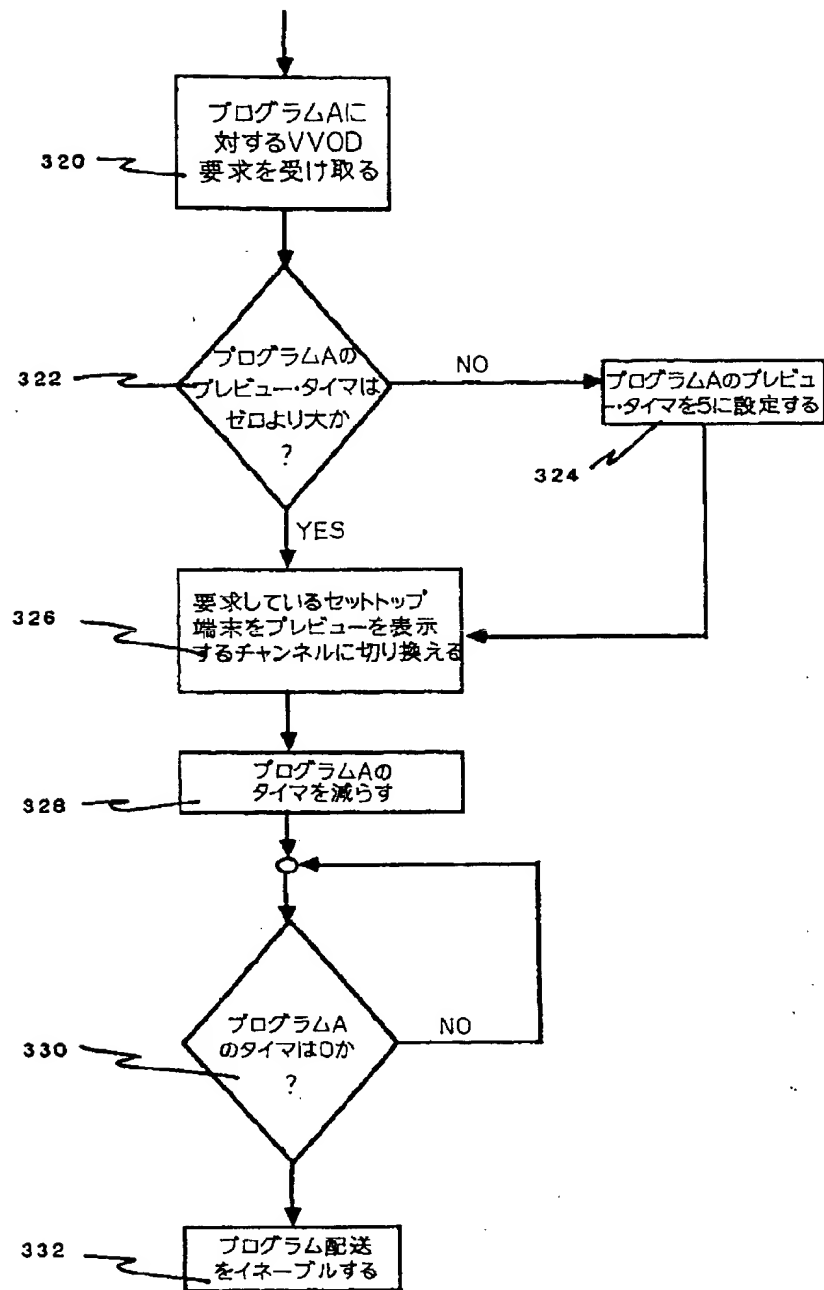 プログラムAに
対するVVOD
要求を受け取る
320
プログラムAの
プレビュー・タイマは
ゼロより大か
?
322
NO
プログラムAのプレビュ
ー・タイマを5に設定する
324
YES
要求しているセットトップ
端末をプレビューを表示
するチャンネルに切り換える
326
プログラムAの
タイマを減らす
328
プログラムA
のタイマは0か
?
NO
330
プログラム配送
をイネーブルする
332